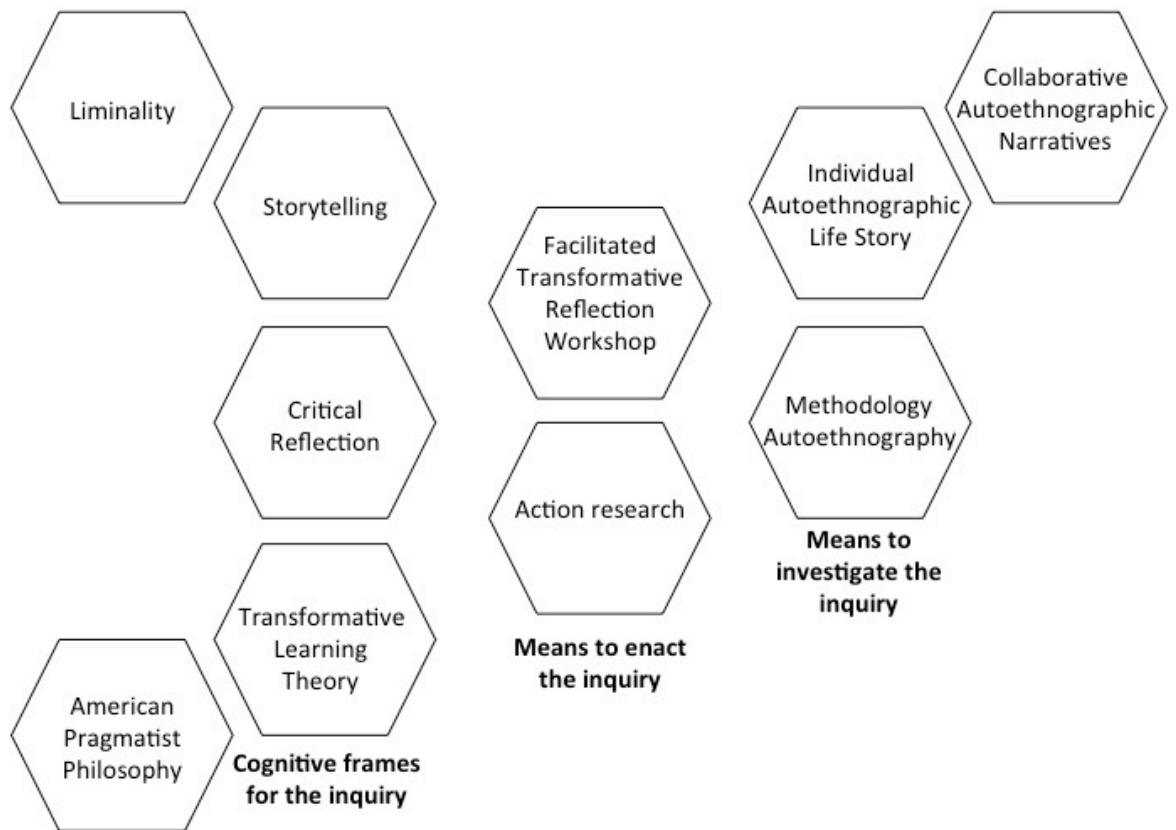 Liminality
Storytelling
Critical
Reflection
Transformative
Learning
Theory
American
Pragmatist
Philosophy
Cognitive frames
for the inquiry
Facilitated
Transformative
Reflection
Workshop
Action research
Means to enact
the inquiry
Collaborative
Autoethnographic
Narratives
Individual
Autoethnographic
Life Story
Methodology
Autoethnography
Means to
investigate the
inquiry